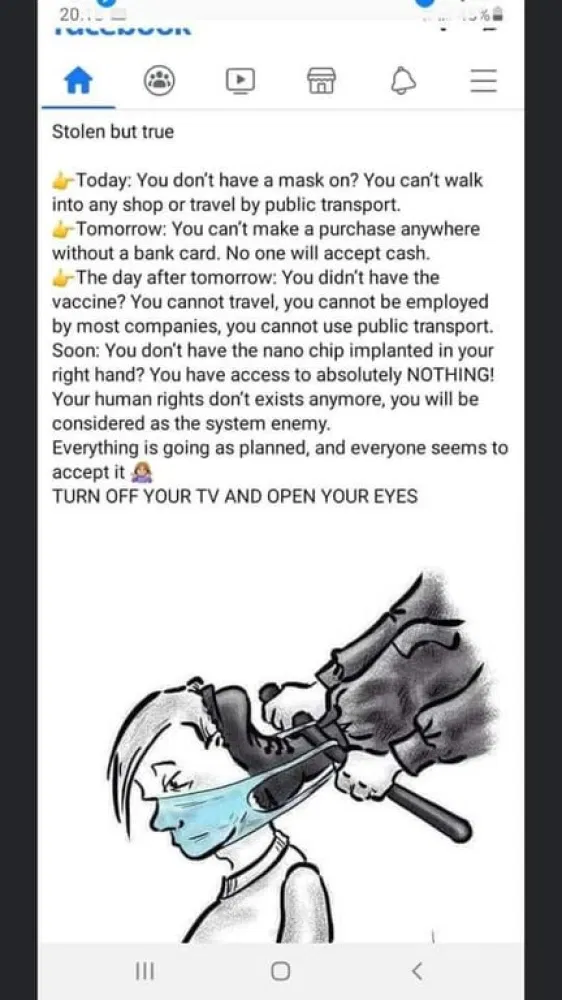 facebook
Stolen but true
👉Today: You don't have a mask on? You can't walk
into any shop or travel by public transport.
👉Tomorrow: You can't make a purchase anywhere
without a bank card. No one will accept cash.
👉The day after tomorrow: You didn't have the
vaccine? You cannot travel, you cannot be employed
by most companies, you cannot use public transport.
Soon: You don't have the nano chip implanted in your
right hand? You have access to absolutely NOTHING!
Your human rights don't exists anymore, you will be
considered as the system enemy.
Everything is going as planned, and everyone seems to
accept it 🤷🏼‍♀️
TURN OFF YOUR TV AND OPEN YOUR EYES